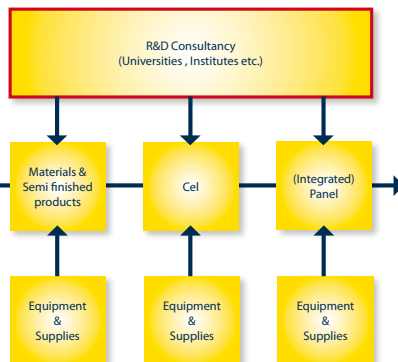 R&D Consultancy
(Universities , Institutes etc.)
Materials &
Semi finished
products
Cel
(Integrated)
Panel
Equipment
&
Supplies
Equipment
&
Supplies
Equipment
&
Supplies